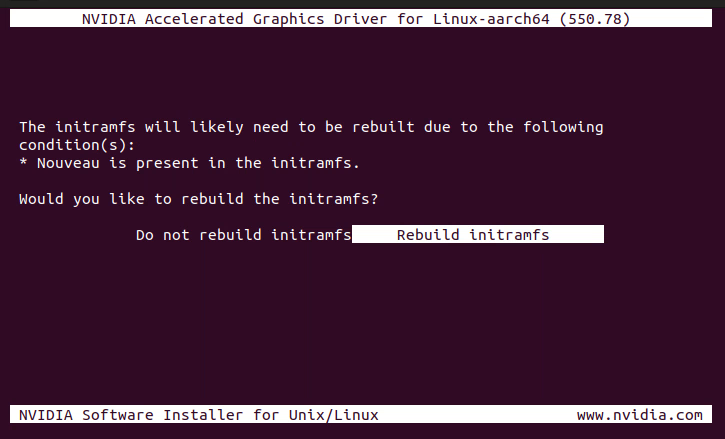 NVIDIA Accelerated Graphics Driver for Linux-aarch64 (550.78)
The initramfs will likely need to be rebuilt due to the following
condition(s):
* Nouveau is present in the initramfs.
Would you like to rebuild the initramfs?
Do not rebuild initramfs Rebuild initramfs
NVIDIA Software Installer for Unix/Linux www.nvidia.com